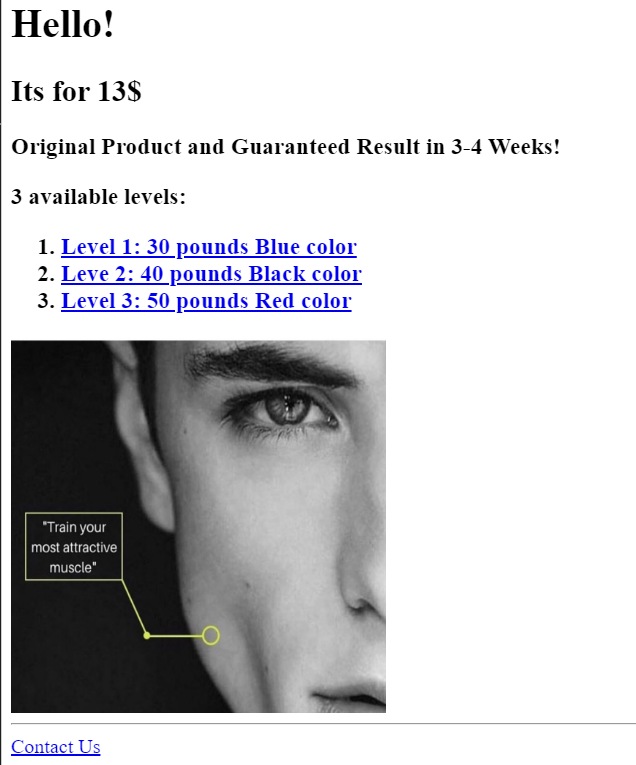 Hello!
Its for 13$
Original Product and Guaranteed Result in 3-4 Weeks!
3 available levels:
1. Level 1: 30 pounds Blue color
2. Leve 2: 40 pounds Black color
3. Level 3: 50 pounds Red color
"Train your
most attractive
muscle"
Contact Us